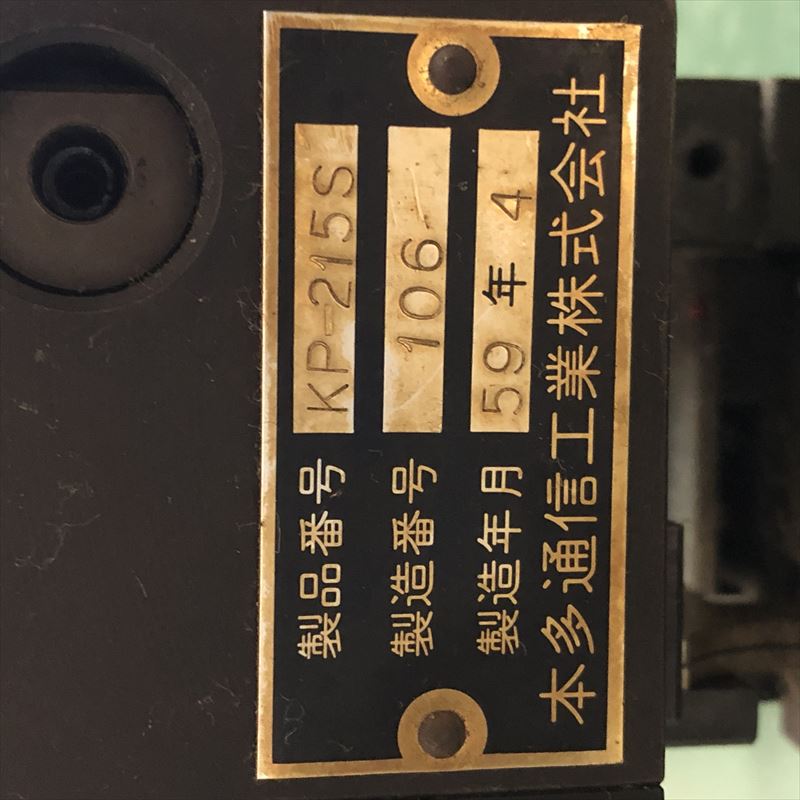 製品番号 KP-215S
製造番号 106
製造年月 59年 4
本多通信工業株式会社